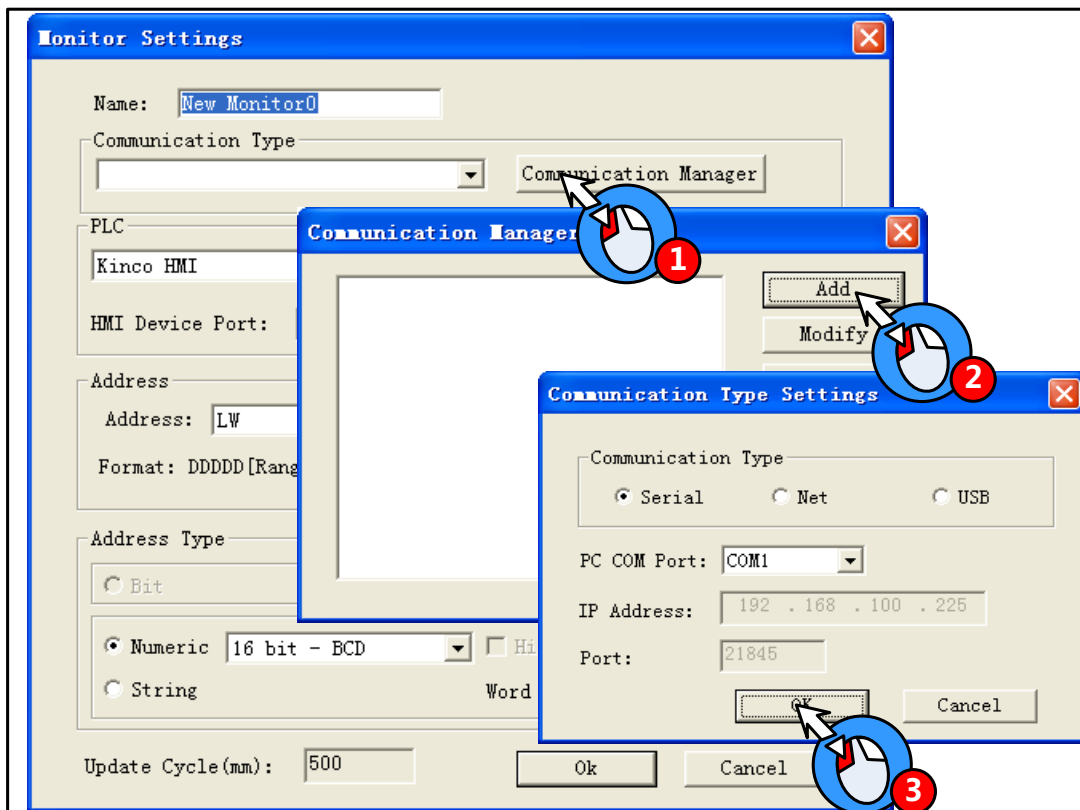 Monitor Settings
Name: New Monitor0
Communication Type
Communication Manager
PLC
Kinco HMI
HMI Device Port:
Address
Address: LW
Format: DDDDD[Rang
Address Type
Bit
Numeric 16 bit - BCD Hi
String Word
Update Cycle(mm): 500 Ok Cancel
Communication Manager
1
Add
Modify
2
Communication Type Settings
Communication Type
Serial Net USB
PC COM Port: COM1
IP Address: 192 . 168 . 100 . 225
Port: 21845
OK Cancel
3